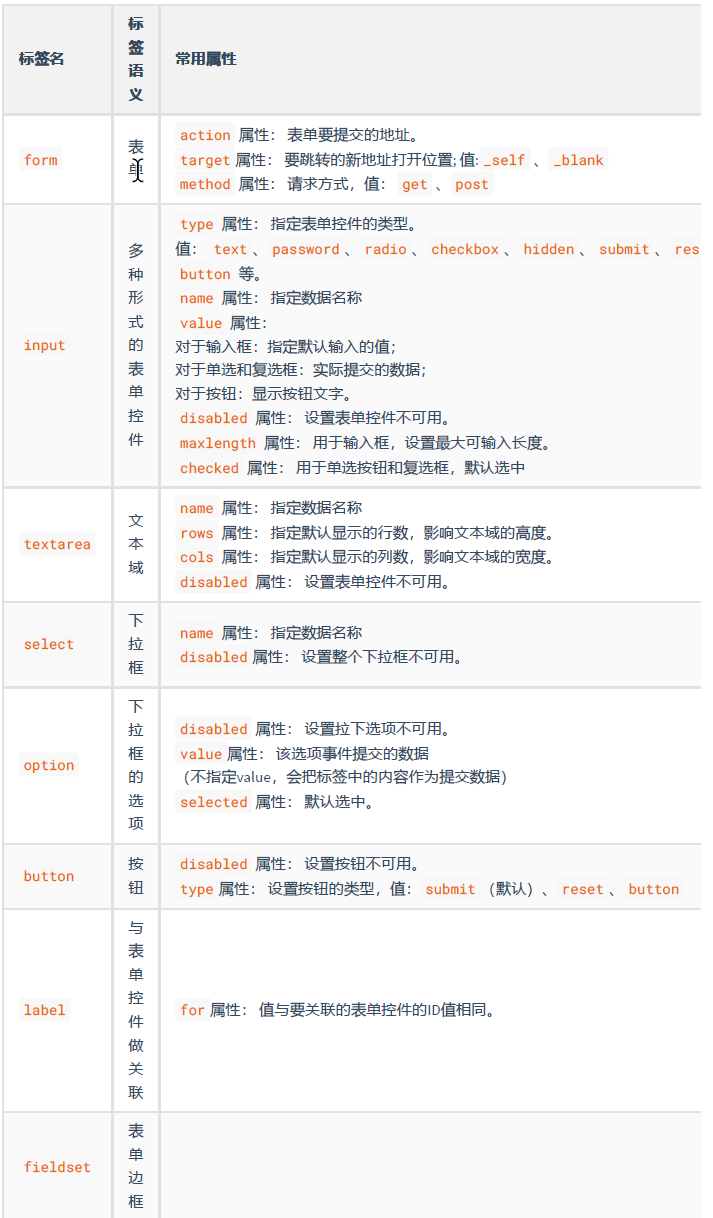 标签名 标签语义 常用属性
form 表单
action 属性： 表单要提交的地址。
target 属性： 要跳转的新地址打开位置; 值: _self 、 _blank
method 属性： 请求方式，值： get 、 post
input 多种形式的表单控件
type 属性： 指定表单控件的类型。
值： text 、 password 、 radio 、 checkbox 、 hidden 、 submit 、 res
button 等。
name 属性： 指定数据名称
value 属性：
对于输入框：指定默认输入的值；
对于单选和复选框：实际提交的数据；
对于按钮：显示按钮文字。
disabled 属性： 设置表单控件不可用。
maxlength 属性： 用于输入框，设置最大可输入长度。
checked 属性： 用于单选按钮和复选框，默认选中
textarea 文本域
name 属性： 指定数据名称
rows 属性： 指定默认显示的行数，影响文本域的高度。
cols 属性： 指定默认显示的列数，影响文本域的宽度。
disabled 属性： 设置表单控件不可用。
select 下拉框
name 属性： 指定数据名称
disabled 属性： 设置整个下拉框不可用。
option 下拉框的选项
disabled 属性： 设置拉下选项不可用。
value 属性： 该选项事件提交的数据
（不指定value，会把标签中的内容作为提交数据）
selected 属性： 默认选中。
button 按钮
disabled 属性： 设置按钮不可用。
type 属性： 设置按钮的类型，值： submit （默认）、 reset 、 button
label 与表单控件做关联
for 属性： 值与要关联的表单控件的ID值相同。
fieldset 表单边框